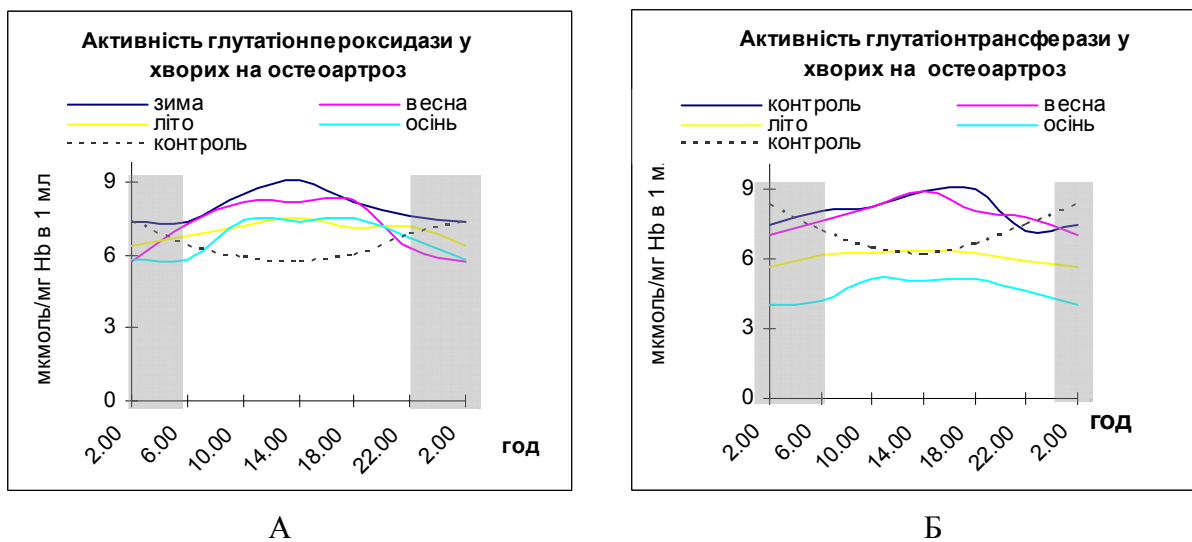 Активність глутатіонпероксидази у
хворих на остеоартроз
зима
весна
літо
осінь
контроль
мкмоль/мг Hb в 1 мл
9
6
3
0
2.00
6.00
10.00
14.00
18.00
22.00
2.00
год
А
Активність глутатіонтрансферази у
хворих на остеоартроз
контроль
весна
літо
осінь
контроль
мкмоль/мг Hb в 1 м.
9
6
3
0
2.00
6.00
10.00
14.00
18.00
22.00
2.00
год
Б